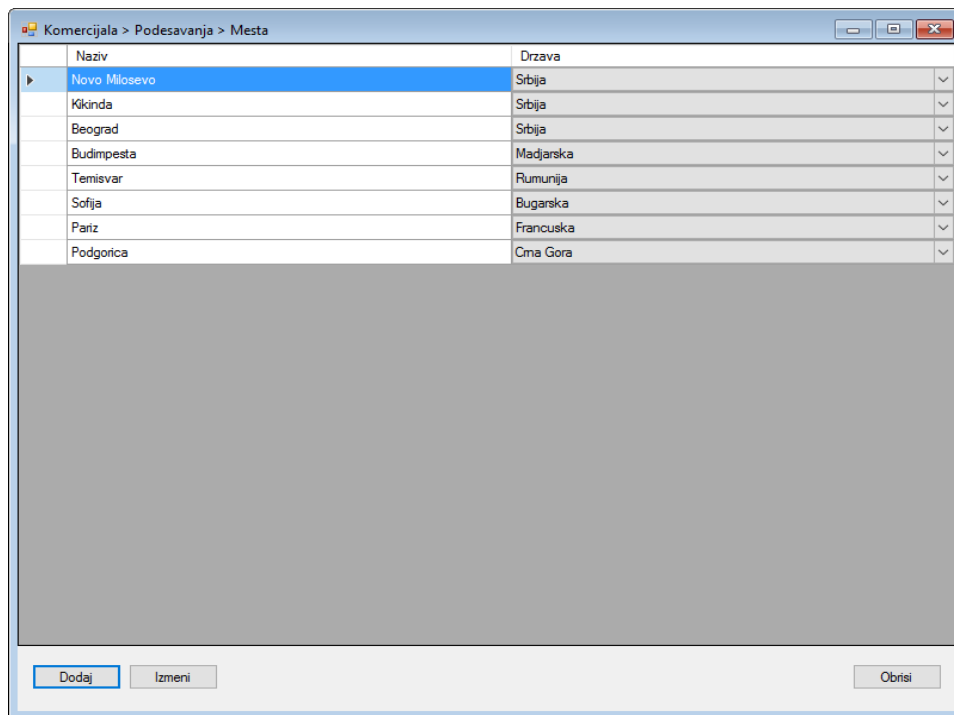 Komercijala > Podesavanja > Mesta
Naziv Drzava
Novo Milosevo Srbija
Kikinda Srbija
Beograd Srbija
Budimpesta Madjarska
Temisvar Rumunija
Sofija Bugarska
Pariz Francuska
Podgorica Crna Gora
Dodaj Izmeni Obrisi